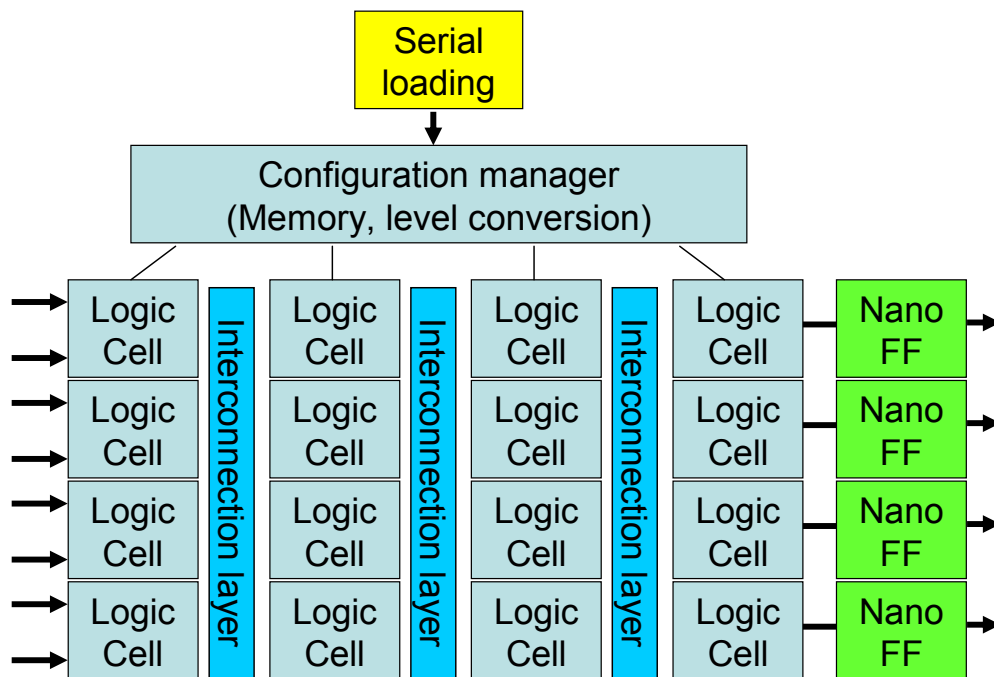 Serial
loading
Configuration manager
(Memory, level conversion)
Logic
Cell
Interconnection layer
Logic
Cell
Interconnection layer
Logic
Cell
Interconnection layer
Logic
Cell
Nano
FF
Logic
Cell
Logic
Cell
Logic
Cell
Logic
Cell
Nano
FF
Logic
Cell
Logic
Cell
Logic
Cell
Logic
Cell
Nano
FF
Logic
Cell
Logic
Cell
Logic
Cell
Logic
Cell
Nano
FF